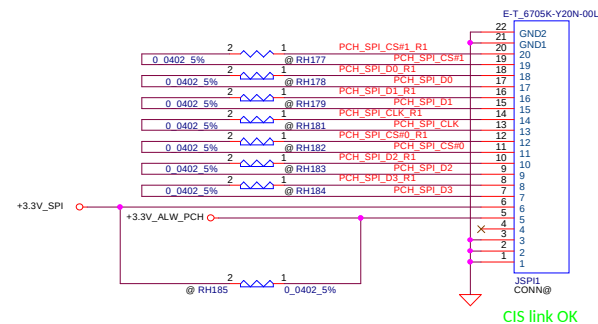 E-T_6705K-Y20N-00L
22 GND2
21 GND1
2 1 PCH_SPI_CS#1_R1 20 20
0_0402_5% @ RH177 PCH_SPI_CS#1 19 19
2 1 PCH_SPI_D0_R1 18 18
0_0402_5% @ RH178 PCH_SPI_D0 17 17
2 1 PCH_SPI_D1_R1 16 16
0_0402_5% @ RH179 PCH_SPI_D1 15 15
2 1 PCH_SPI_CLK_R1 14 14
0_0402_5% @ RH181 PCH_SPI_CLK 13 13
2 1 PCH_SPI_CS#0_R1 12 12
0_0402_5% @ RH182 PCH_SPI_CS#0 11 11
2 1 PCH_SPI_D2_R1 10 10
0_0402_5% @ RH183 PCH_SPI_D2 9 9
2 1 PCH_SPI_D3_R1 8 8
0_0402_5% @ RH184 PCH_SPI_D3 7 7
+3.3V_SPI 6 6
+3.3V_ALW_PCH 5 5
4 4
3 3
2 2
1 1
2 1
@ RH185 0_0402_5%
JSPI1
CONN@
CIS link OK